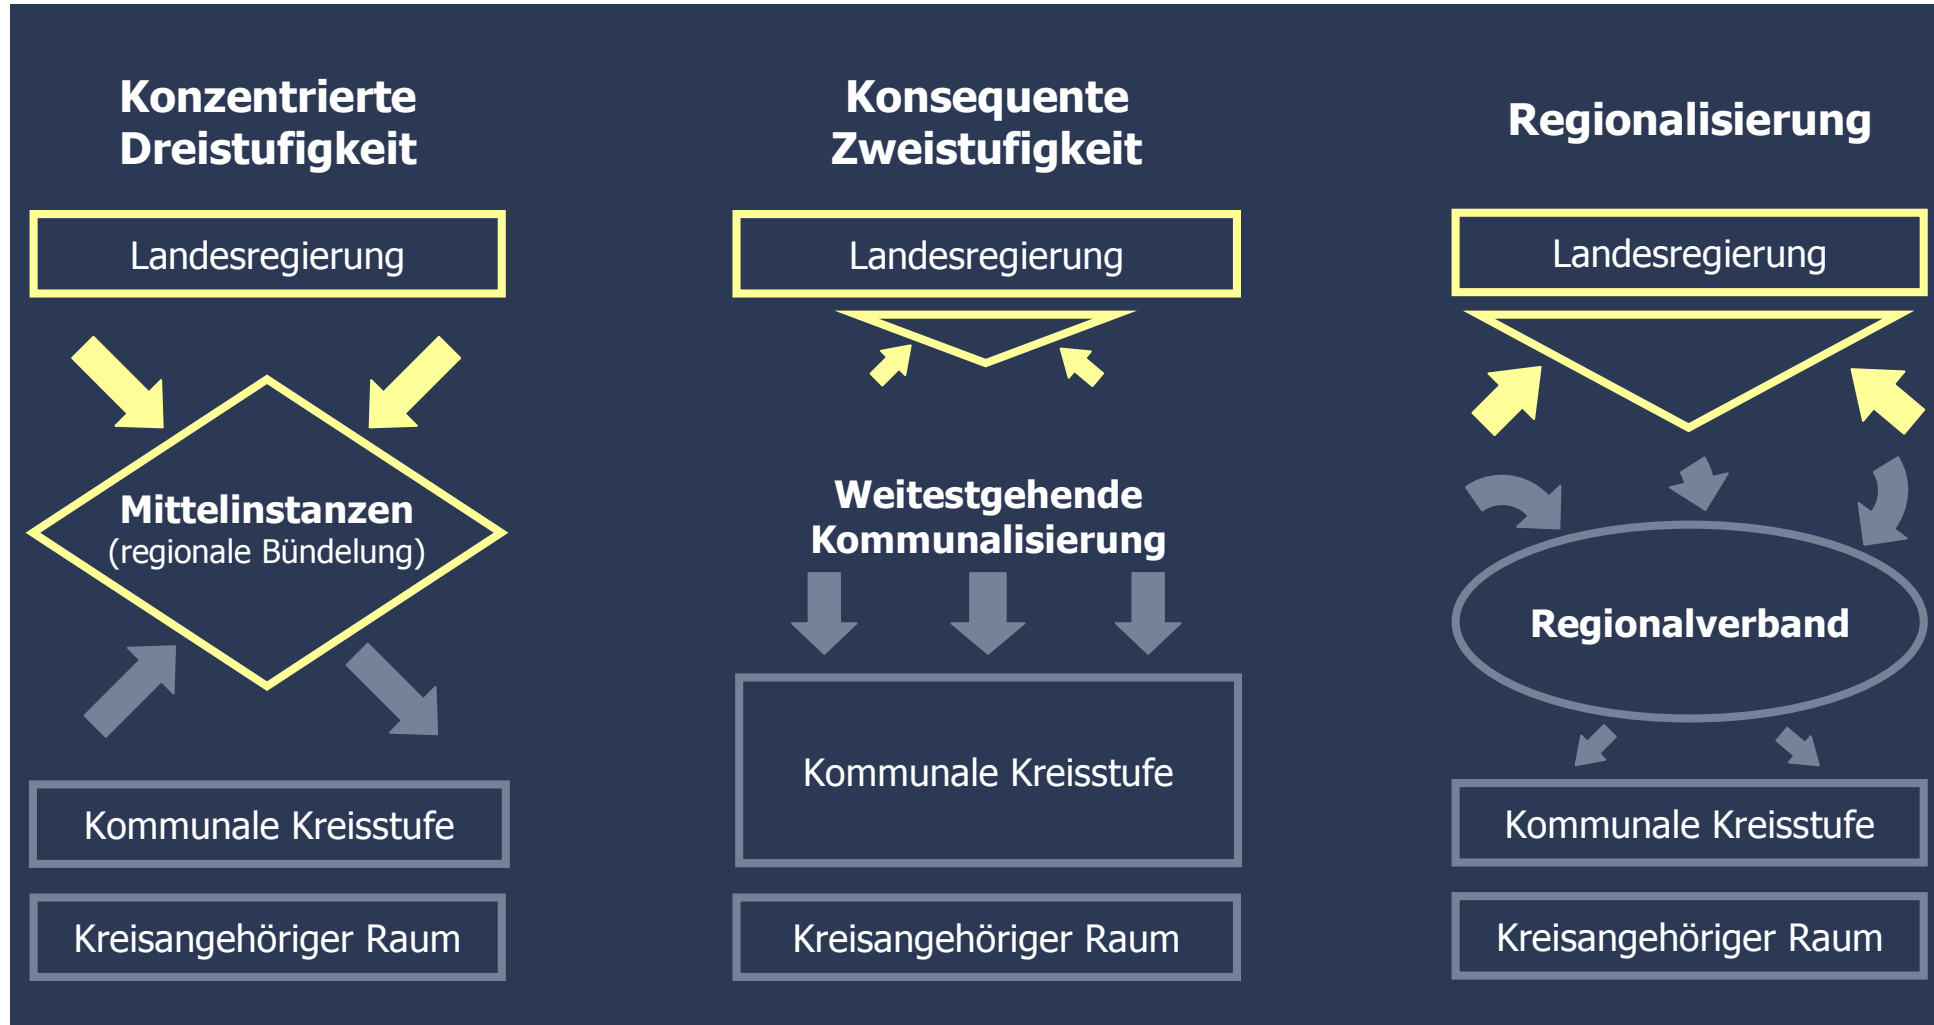 Konzentrierte
Dreistufigkeit
Landesregierung
Mittelinstanzen
(regionale Bündelung)
Kommunale Kreisstufe
Kreisangehöriger Raum
Konsequente
Zweistufigkeit
Landesregierung
Weitestgehende
Kommunalisierung
Kommunale Kreisstufe
Kreisangehöriger Raum
Regionalisierung
Landesregierung
Regionalverband
Kommunale Kreisstufe
Kreisangehöriger Raum